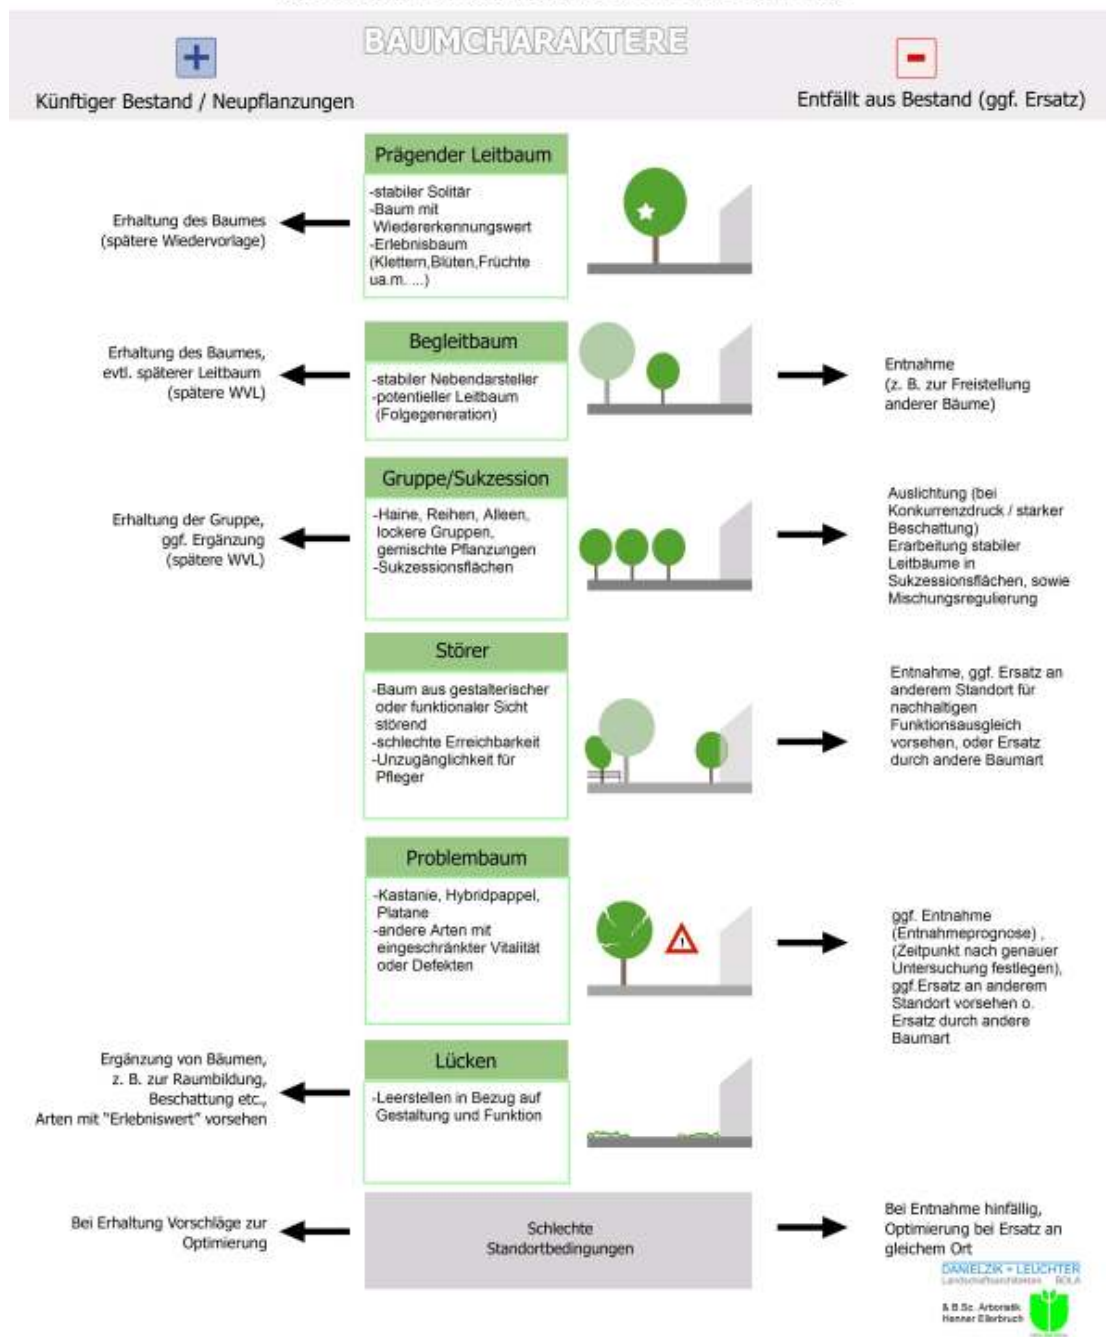 BAUMCHARAKTERE
Künftiger Bestand / Neupflanzungen
Entfällt aus Bestand (ggf. Ersatz)
Prägender Leitbaum
-stabiler Solitär
-Baum mit
Wiedererkennungswert
-Erlebnisbaum
(Klettern,Blüten,Früchte
ua.m. ...)
Erhaltung des Baumes
(spätere Wiedervorlage)
Begleitbaum
-stabiler Nebendarsteller
-potentieller Leitbaum
(Folgegeneration)
Erhaltung des Baumes,
evtl. späterer Leitbaum
(spätere WVL)
Entnahme
(z. B. zur Freistellung
anderer Bäume)
Gruppe/Sukzession
-Haine, Reihen, Alleen,
lockere Gruppen,
gemischte Pflanzungen
-Sukzessionsflächen
Erhaltung der Gruppe,
ggf. Ergänzung
(spätere WVL)
Auslichtung (bei
Konkurrenzdruck / starker
Beschattung)
Erarbeitung stabiler
Leitbäume in
Sukzessionsflächen, sowie
Mischungsregulierung
Störer
-Baum aus gestalterischer
oder funktionaler Sicht
störend
-schlechte Erreichbarkeit
-Unzugänglichkeit für
Pfleger
Entnahme, ggf. Ersatz an
anderem Standort für
nachhaltigen
Funktionsausgleich
vorsehen, oder Ersatz
durch andere Baumart
Problembaum
-Kastanie, Hybridpappel,
Platane
-andere Arten mit
eingeschränkter Vitalität
oder Defekten
ggf. Entnahme
(Entnahmeprognose) ,
(Zeitpunkt nach genauer
Untersuchung festlegen),
ggf.Ersatz an anderem
Standort vorsehen o.
Ersatz durch andere
Baumart
Lücken
-Leerstellen in Bezug auf
Gestaltung und Funktion
Ergänzung von Bäumen,
z. B. zur Raumbildung,
Beschattung etc.,
Arten mit "Erlebniswert" vorsehen
Schlechte
Standortbedingungen
Bei Erhaltung Vorschläge zur
Optimierung
Bei Entnahme hinfällig,
Optimierung bei Ersatz an
gleichem Ort
DANIELZIK + LEUCHTER
Landschaftsarchitekten BDLA
& B.Sc. Arboristik
Henner Ellerbruch